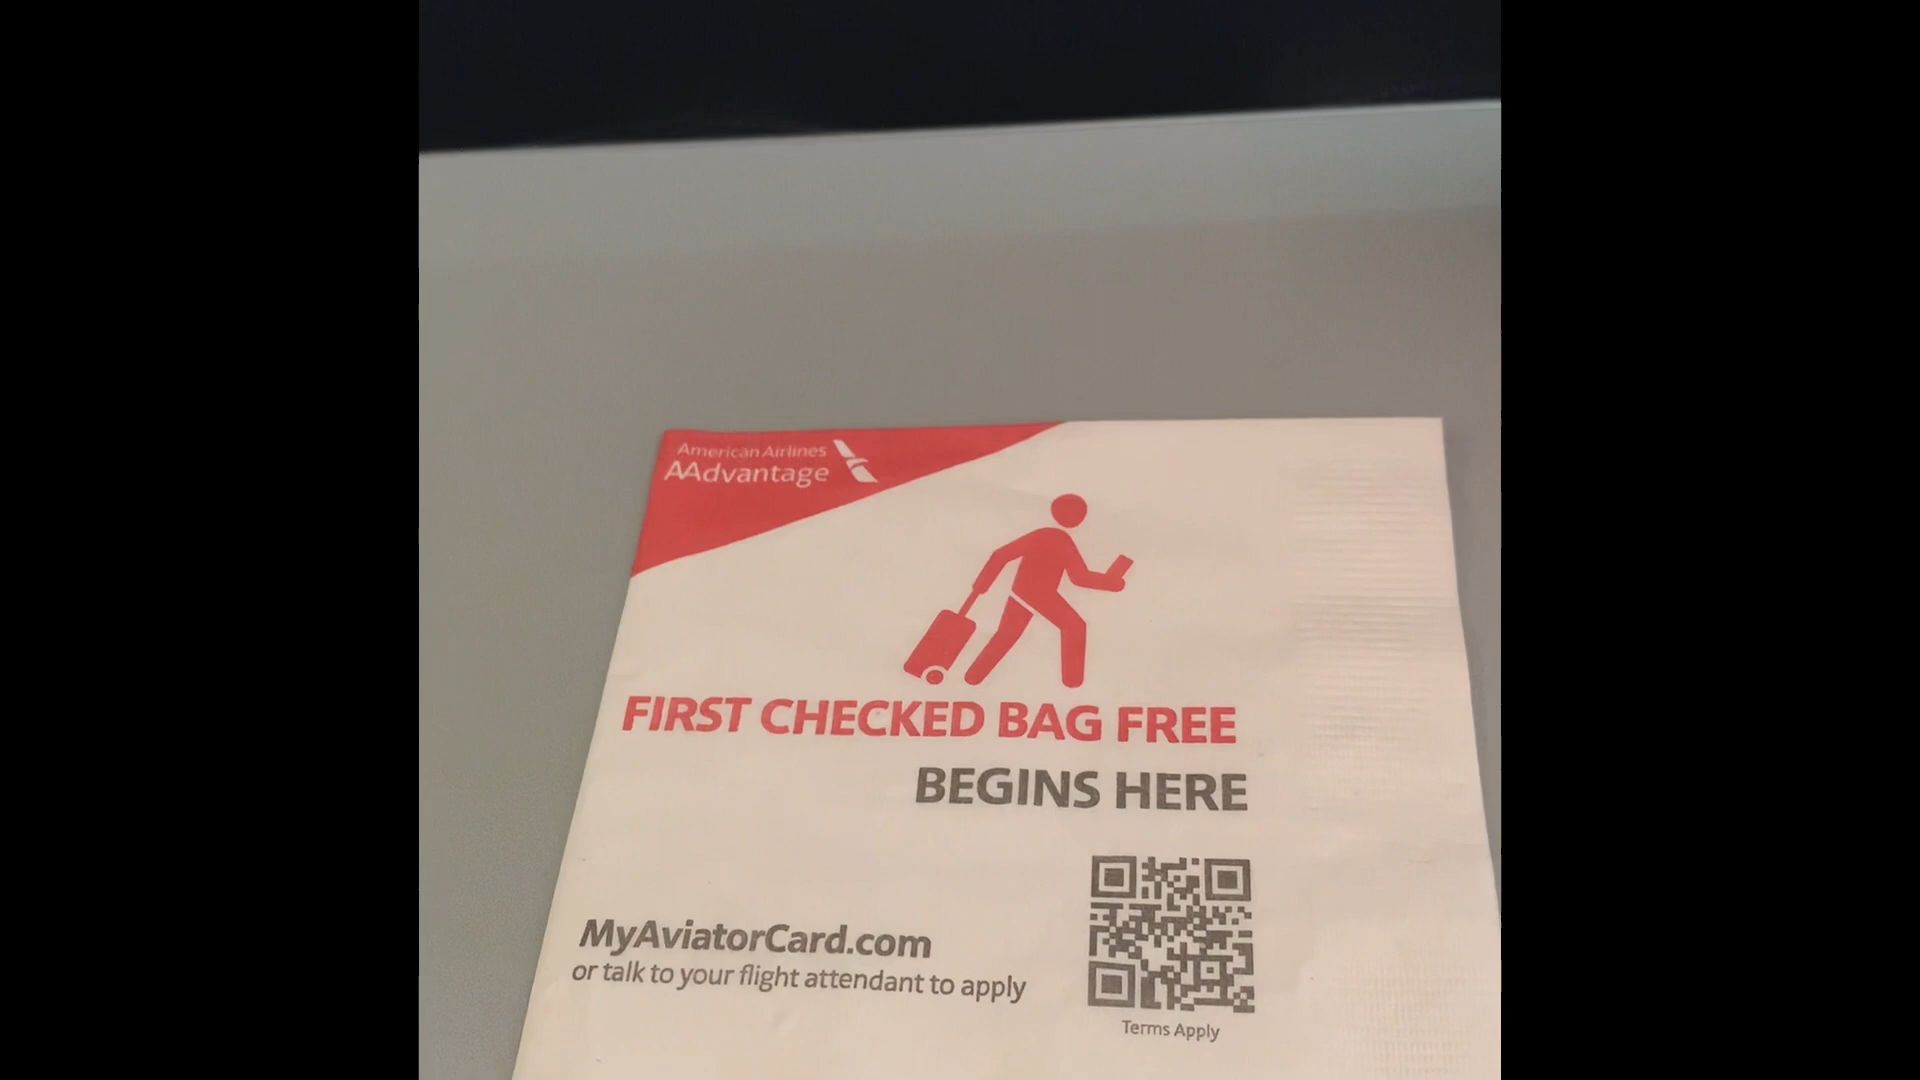 American Airlines
AAdvantage
FIRST CHECKED BAG FREE
BEGINS HERE
MyAviatorCard.com
or talk to your flight attendant to apply
Terms Apply